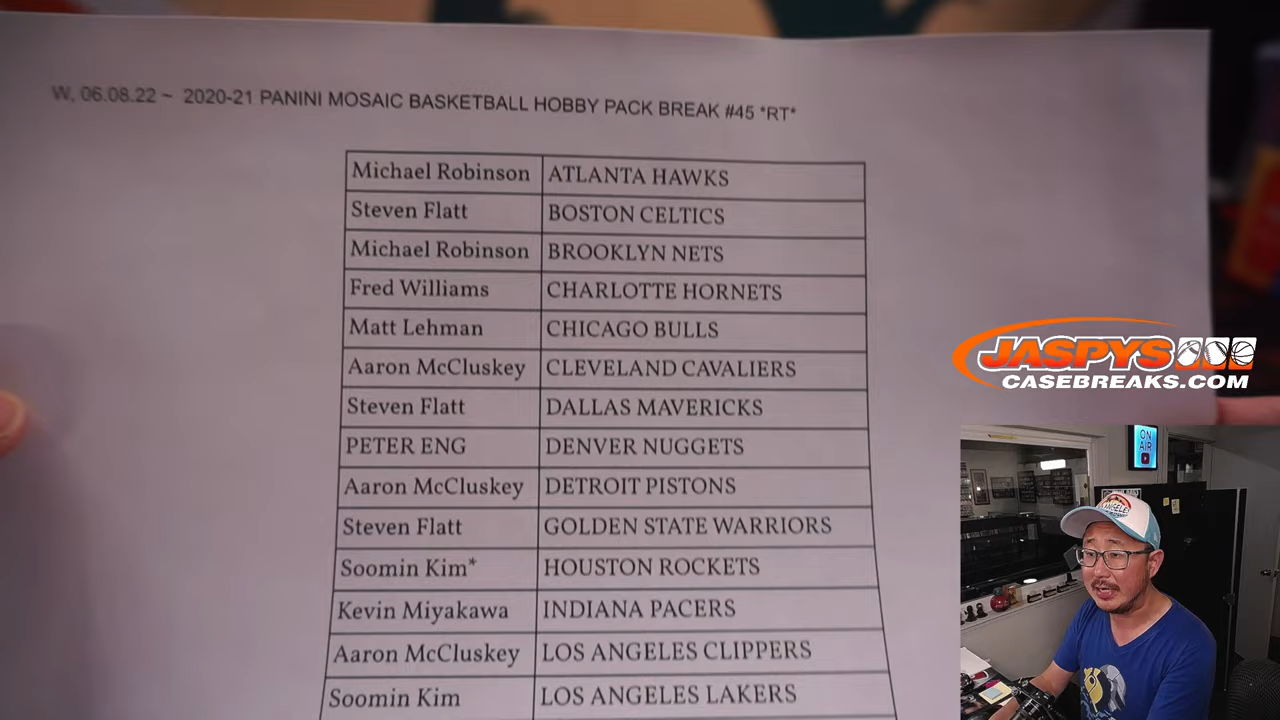 W, 06.08.22 ~ 2020-21 PANINI MOSAIC BASKETBALL HOBBY PACK BREAK #45 *RT*
Michael Robinson ATLANTA HAWKS
Steven Flatt BOSTON CELTICS
Michael Robinson BROOKLYN NETS
Fred Williams CHARLOTTE HORNETS
Matt Lehman CHICAGO BULLS
Aaron McCluskey CLEVELAND CAVALIERS
Steven Flatt DALLAS MAVERICKS
PETER ENG DENVER NUGGETS
Aaron McCluskey DETROIT PISTONS
Steven Flatt GOLDEN STATE WARRIORS
Soomin Kim* HOUSTON ROCKETS
Kevin Miyakawa INDIANA PACERS
Aaron McCluskey LOS ANGELES CLIPPERS
Soomin Kim LOS ANGELES LAKERS
JASPYS
CASEBREAKS.COM
ON
AIR